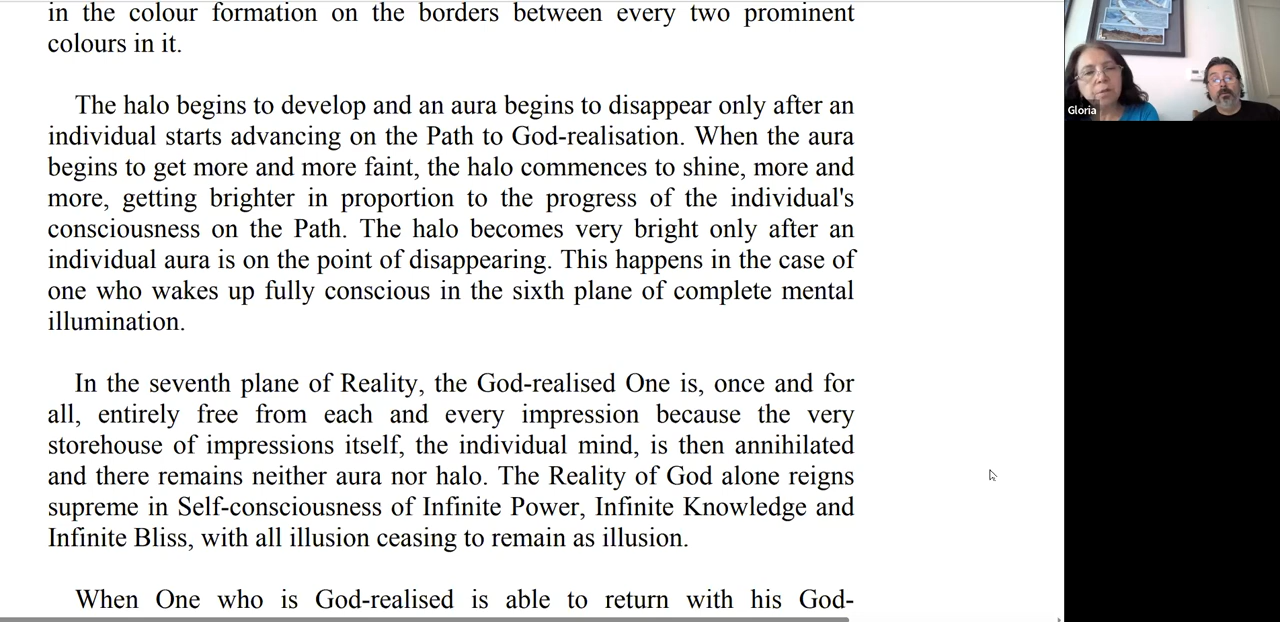 in the colour formation on the borders between every two prominent
colours in it.
The halo begins to develop and an aura begins to disappear only after an
individual starts advancing on the Path to God-realisation. When the aura
begins to get more and more faint, the halo commences to shine, more and
more, getting brighter in proportion to the progress of the individual's
consciousness on the Path. The halo becomes very bright only after an
individual aura is on the point of disappearing. This happens in the case of
one who wakes up fully conscious in the sixth plane of complete mental
illumination.
In the seventh plane of Reality, the God-realised One is, once and for
all, entirely free from each and every impression because the very
storehouse of impressions itself, the individual mind, is then annihilated
and there remains neither aura nor halo. The Reality of God alone reigns
supreme in Self-consciousness of Infinite Power, Infinite Knowledge and
Infinite Bliss, with all illusion ceasing to remain as illusion.
When One who is God-realised is able to return with his God-
Gloria